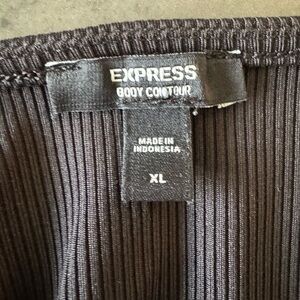 EXPRESS
BODY CONTOUR
MADE IN
INDONESIA
XL